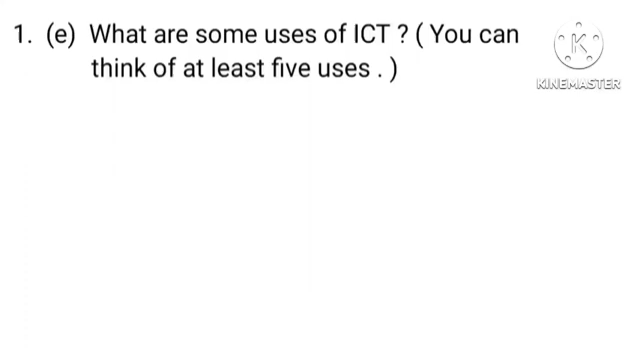 1. (e) What are some uses of ICT ? ( You can
think of at least five uses . )
K
KINEMASTER